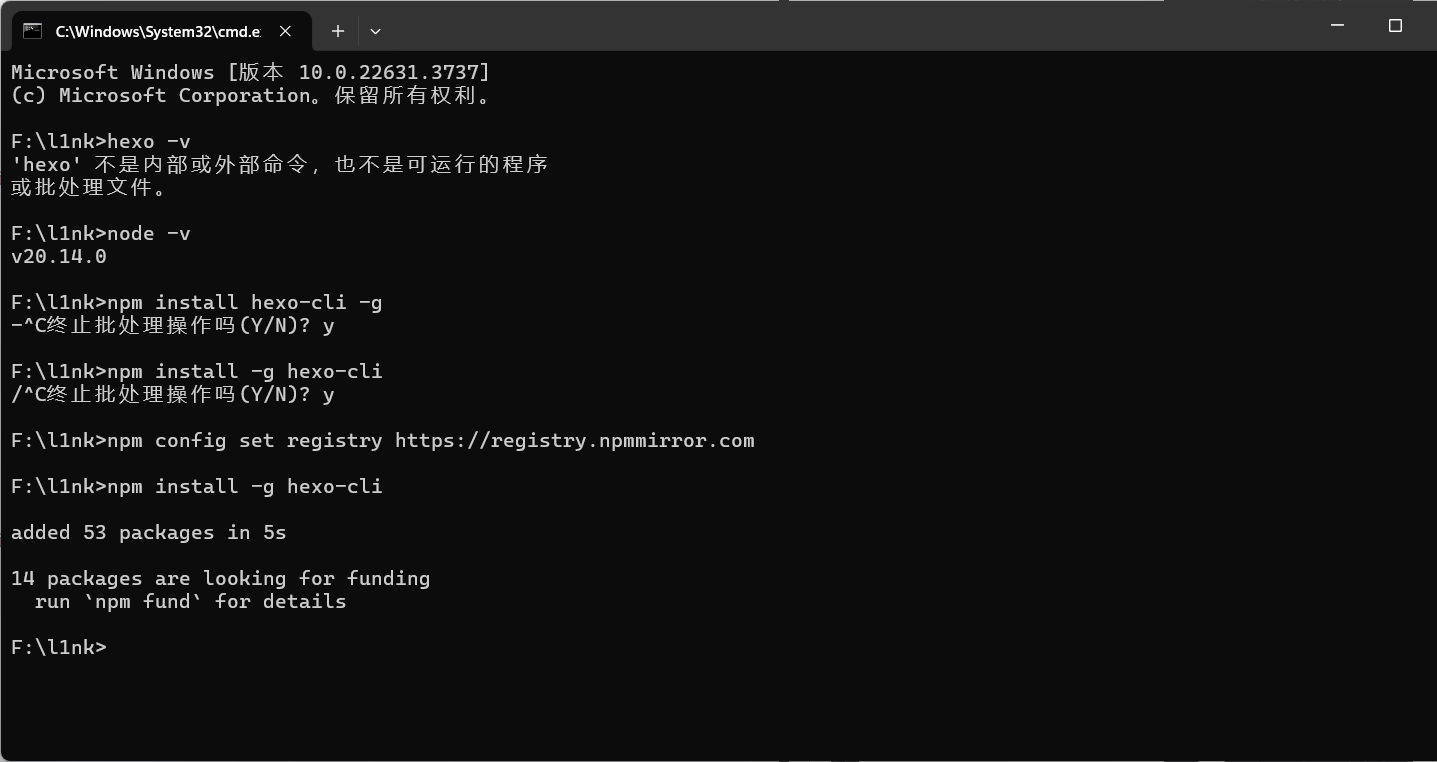 C:\Windows\System32\cmd.e
Microsoft Windows [版本 10.0.22631.3737]
(c) Microsoft Corporation。保留所有权利。
F:\l1nk>hexo -v
'hexo' 不是内部或外部命令，也不是可运行的程序
或批处理文件。
F:\l1nk>node -v
v20.14.0
F:\l1nk>npm install hexo-cli -g
-^C终止批处理操作吗(Y/N)? y
F:\l1nk>npm install -g hexo-cli
/^C终止批处理操作吗(Y/N)? y
F:\l1nk>npm config set registry https://registry.npmmirror.com
F:\l1nk>npm install -g hexo-cli
added 53 packages in 5s
14 packages are looking for funding
  run `npm fund` for details
F:\l1nk>